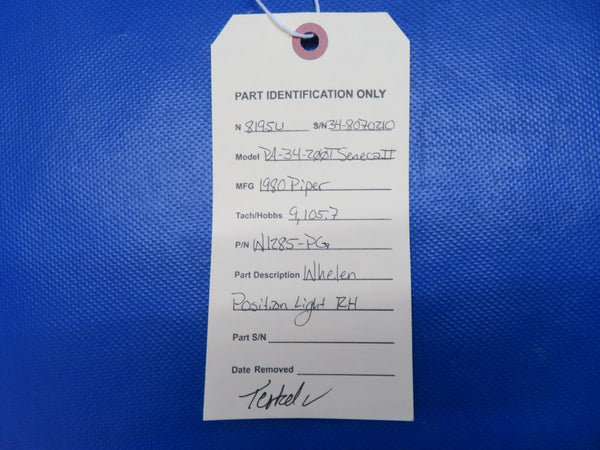 PART IDENTIFICATION ONLY
N 8195U S/N 34-8070210
Model PA-34-200T Seneca II
MFG 1980 Piper
Tach/Hobbs 9,105.7
P/N W1285-PG
Part Description Whelen
Position Light RH
Part S/N
Date Removed